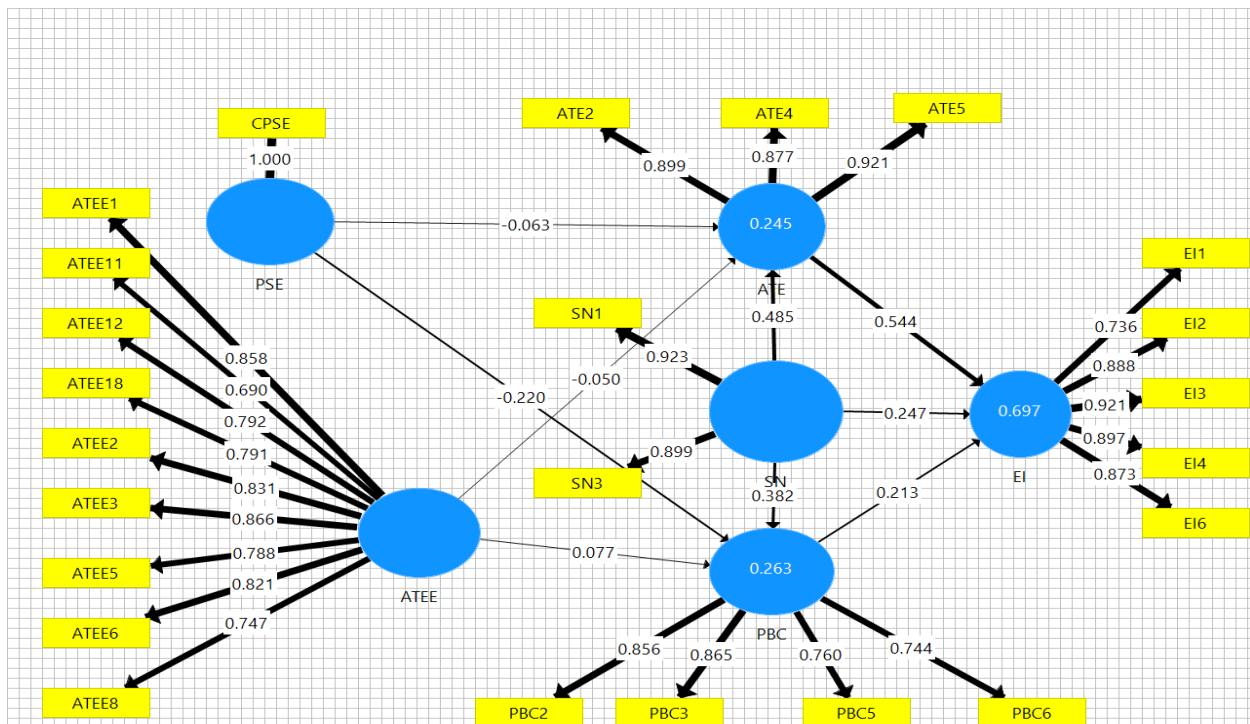 CPSE
1.000
PSE
ATEE1
ATEE11
ATEE12
ATEE18
ATEE2
ATEE3
ATEE5
ATEE6
ATEE8
0.858
0.690
0.792
0.791
0.831
0.866
0.788
0.821
0.747
ATEE
-0.063
-0.220
-0.050
0.077
ATE2
ATE4
ATE5
0.899
0.877
0.921
0.245
ATE
0.485
0.544
SN1
0.923
SN3
0.899
SN
0.382
0.247
0.213
0.263
PBC
0.856
0.865
0.760
0.744
PBC2
PBC3
PBC5
PBC6
0.697
EI
0.736
0.888
0.921
0.897
0.873
EI1
EI2
EI3
EI4
EI6